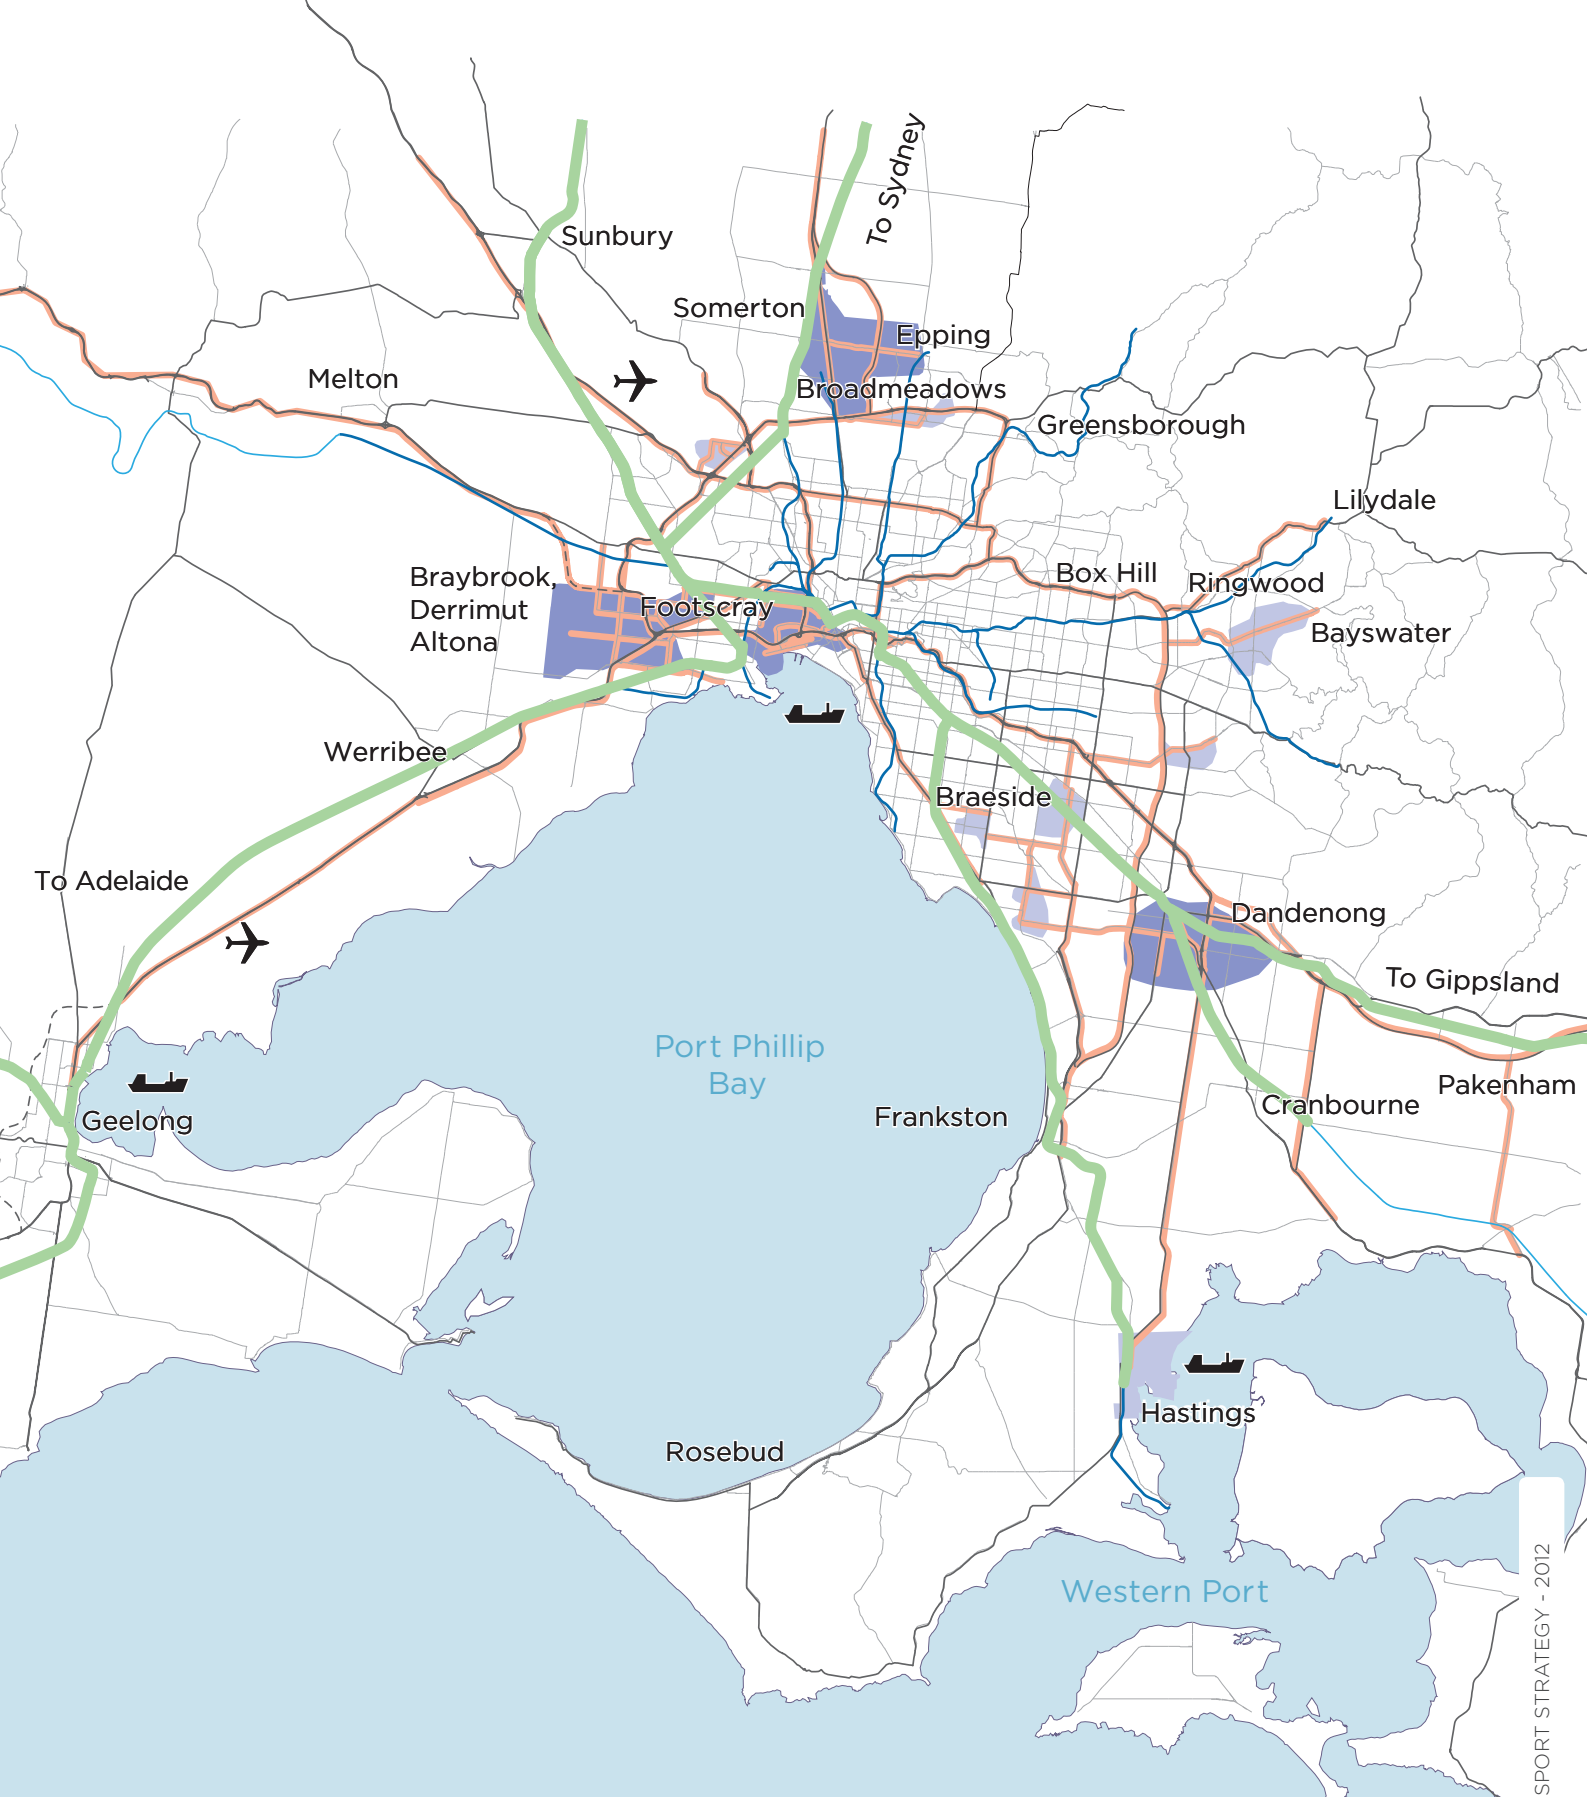 To Sydney
Sunbury
Somerton
Epping
Melton
Broadmeadows
Greensborough
Lilydale
Braybrook,
Derrimut
Altona
Footscray
Box Hill
Ringwood
Bayswater
Werribee
Braeside
To Adelaide
Dandenong
To Gippsland
Port Phillip
Bay
Geelong
Frankston
Cranbourne
Pakenham
Hastings
Rosebud
Western Port
SPORT STRATEGY - 2012